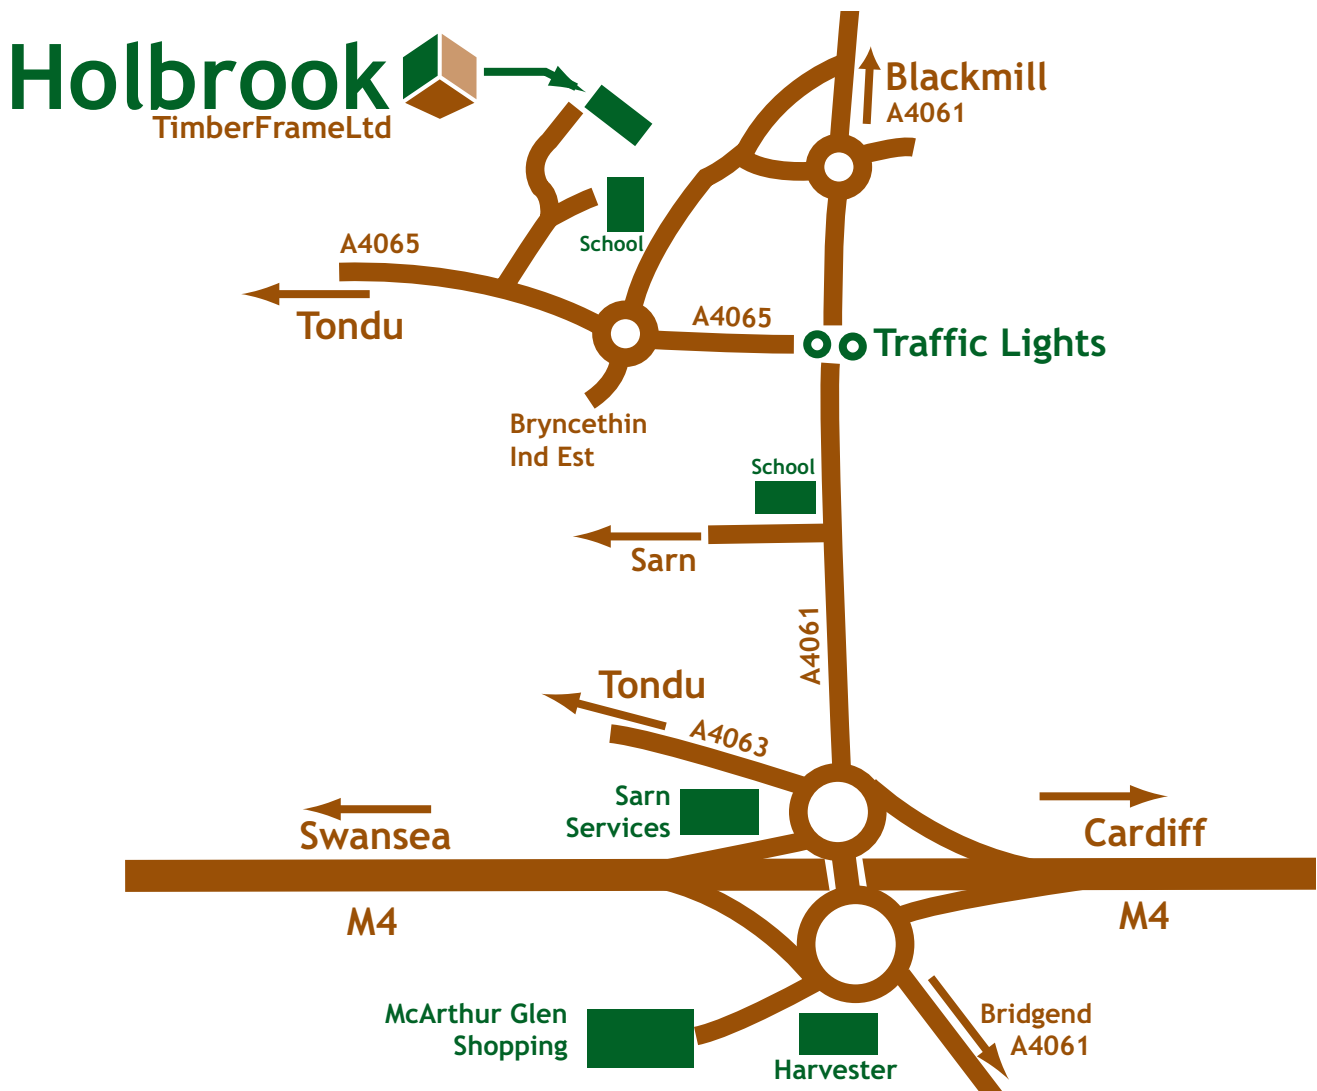 Holbrook
TimberFrameLtd
Blackmill
A4061
School
A4065
Tondu
A4065
Traffic Lights
Bryncethin
Ind Est
School
Sarn
A4061
Tondu
A4063
Sarn
Services
Swansea
Cardiff
M4
M4
McArthur Glen
Shopping
Harvester
Bridgend
A4061